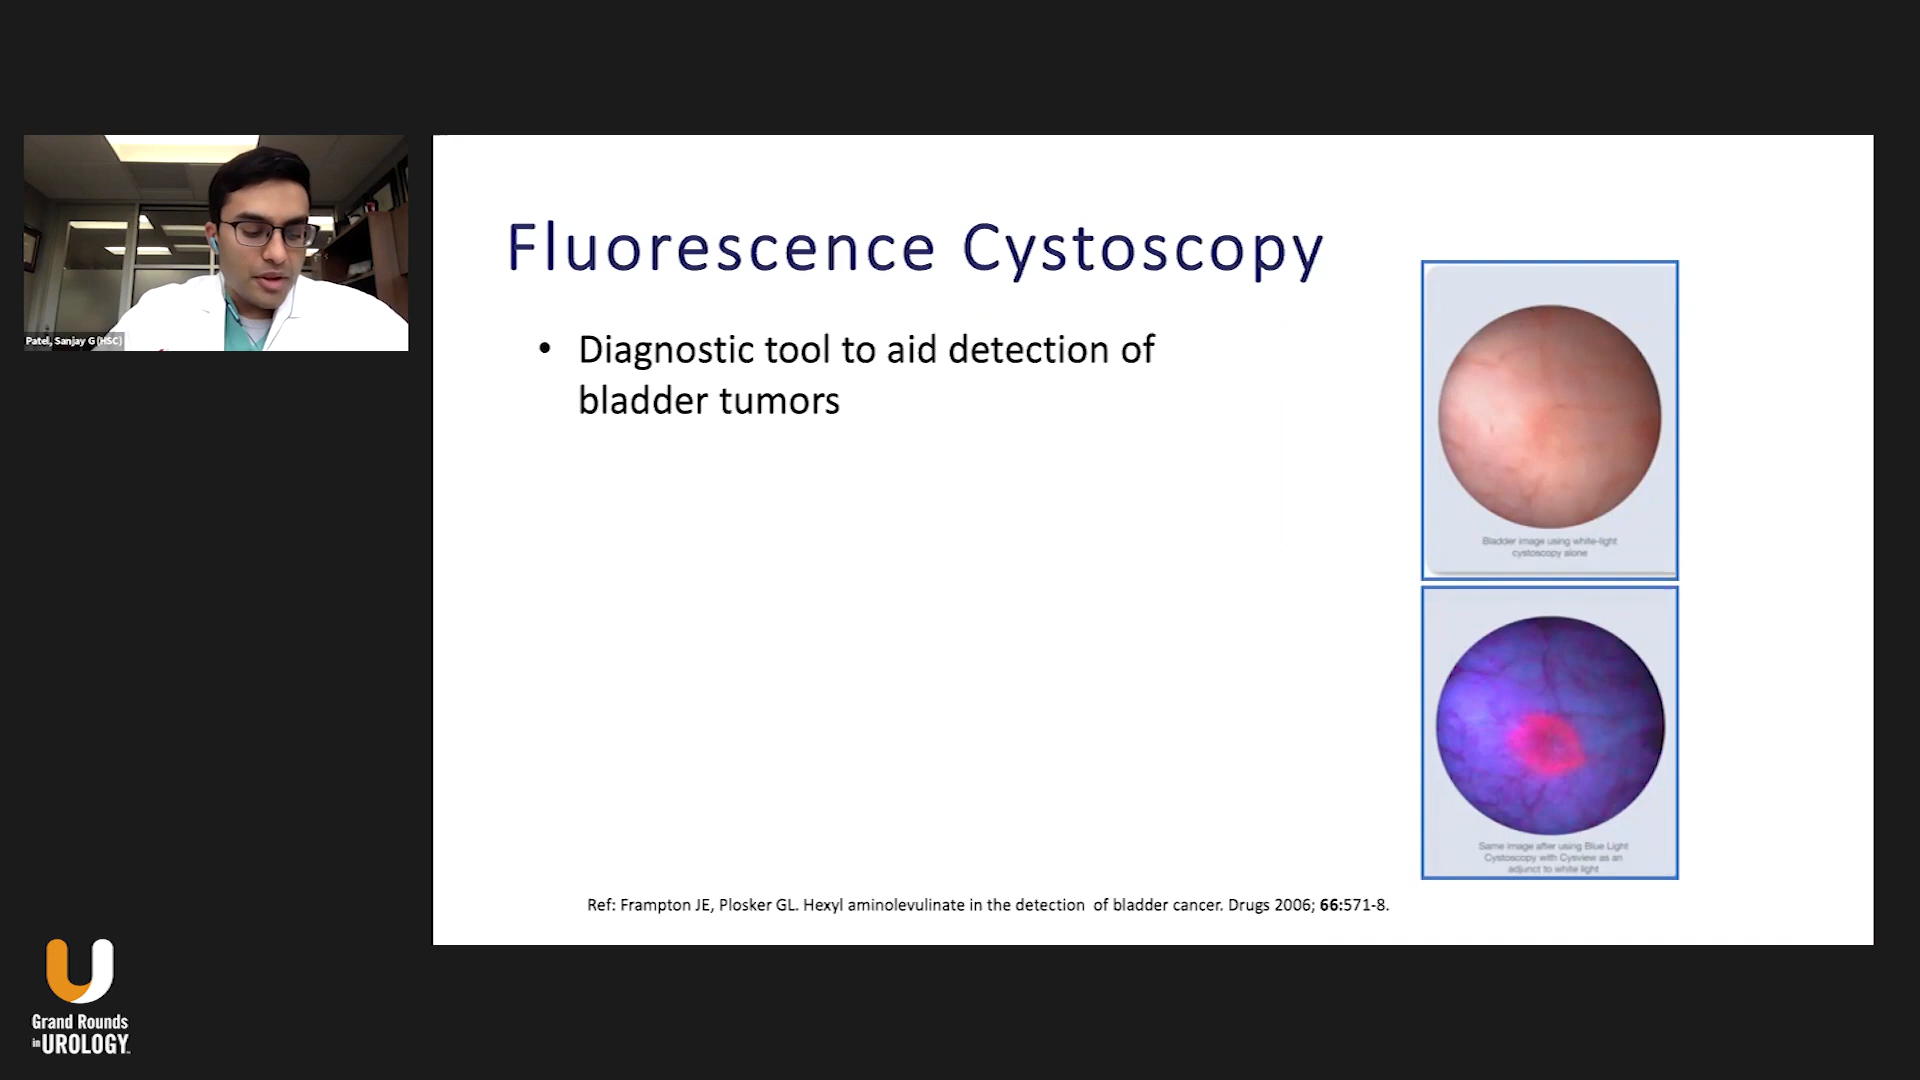 Patel, Sanjay G (HSC)
Fluorescence Cystoscopy
• Diagnostic tool to aid detection of
bladder tumors
Bladder image using white-light
cystoscopy alone
Same image after using Blue Light
Cystoscopy with Cysview as an
adjunct to white light
Ref: Frampton JE, Plosker GL. Hexyl aminolevulinate in the detection of bladder cancer. Drugs 2006; 66:571-8.
Grand Rounds
in UROLOGY™